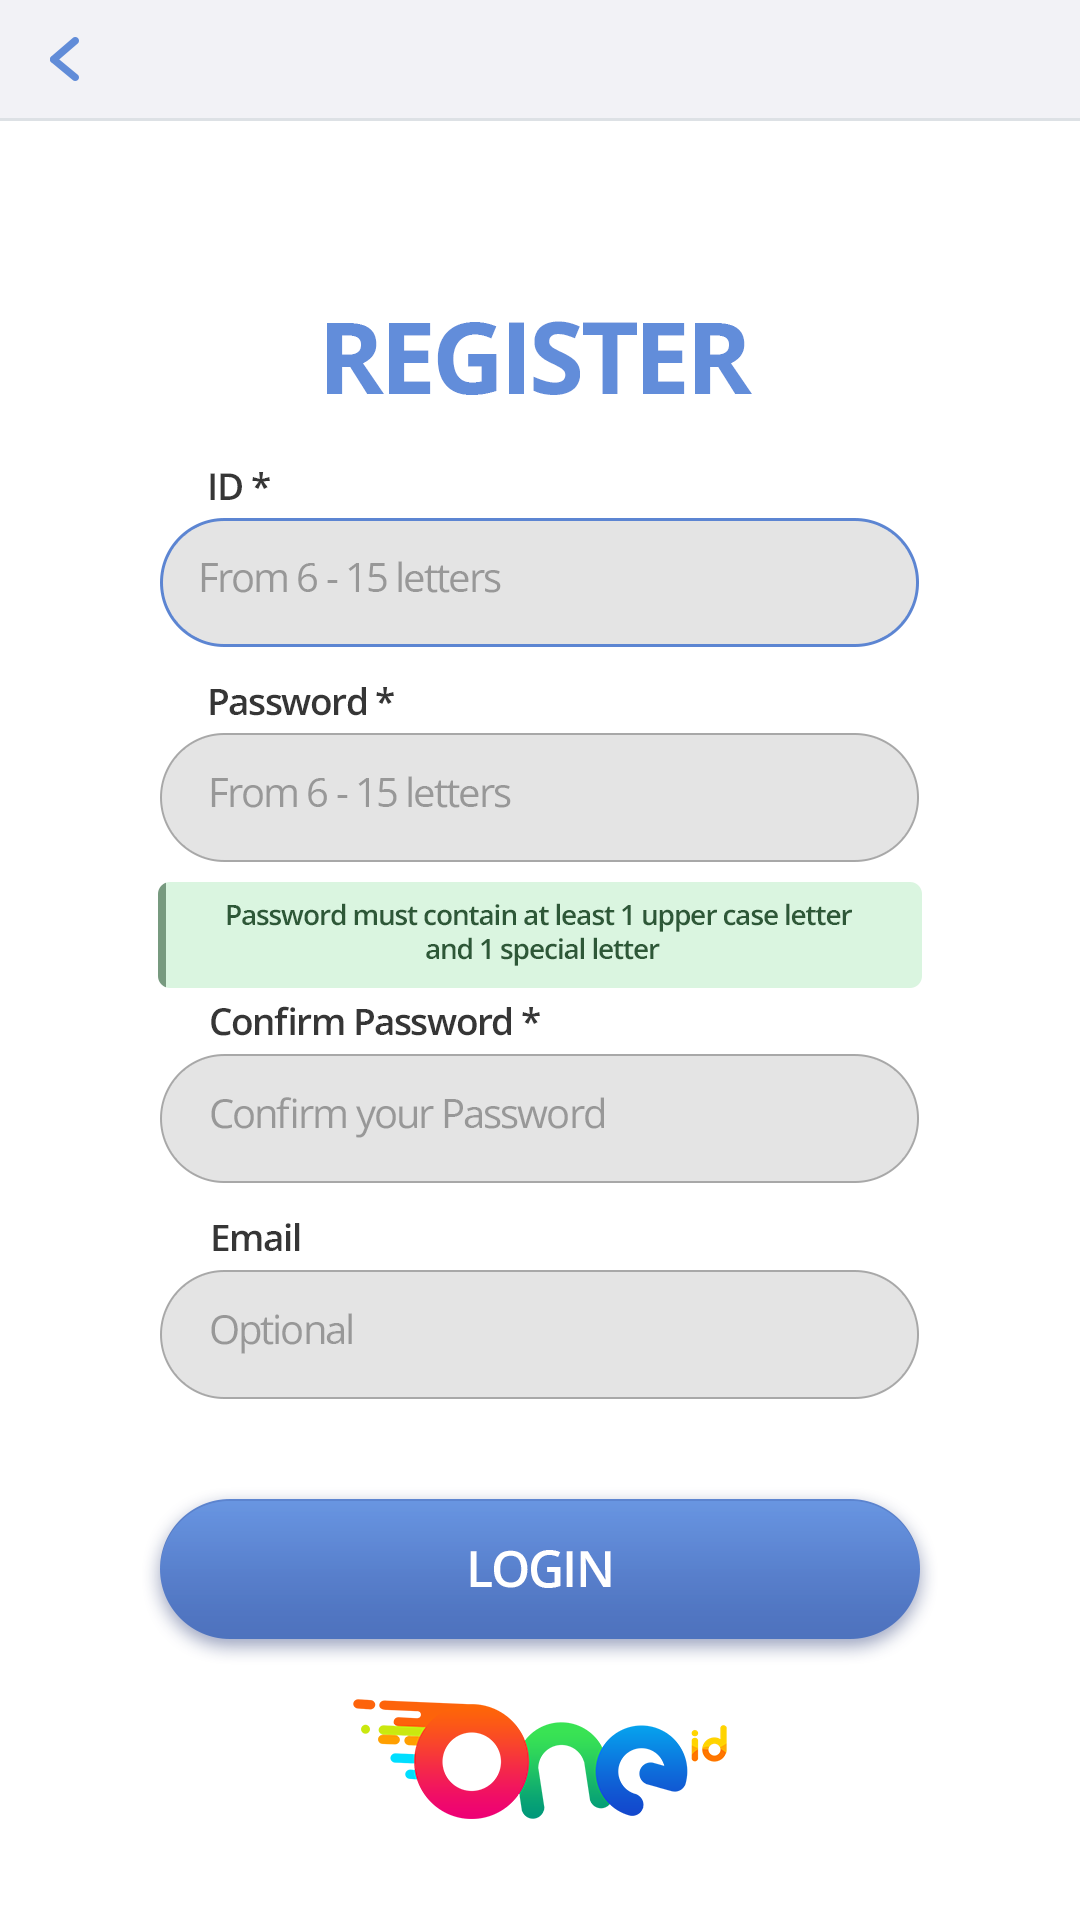 REGISTER
ID *
From 6 - 15 letters
Password *
From 6 - 15 letters
Password must contain at least 1 upper case letter
and 1 special letter
Confirm Password *
Confirm your Password
Email
Optional
LOGIN
One id